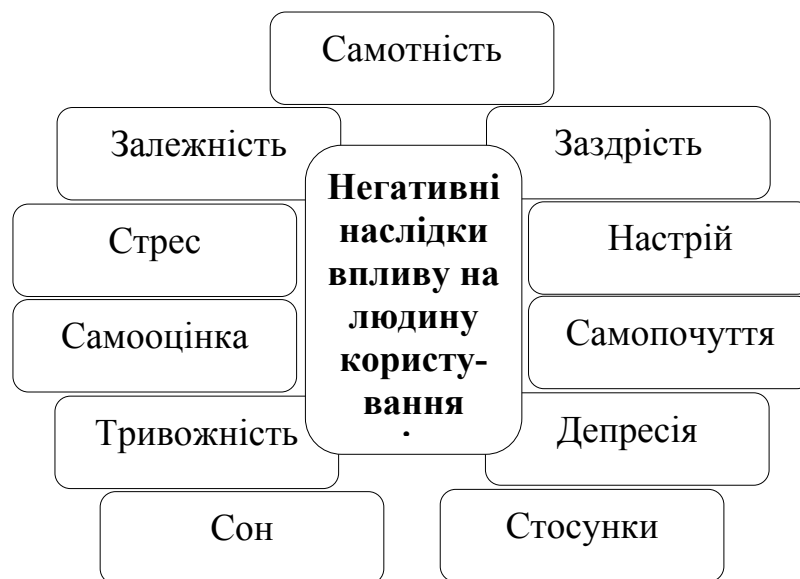 Самотність
Залежність
Заздрість
Негативні
наслідки
впливу на
людину
користу-
вання
Стрес
Настрій
Самооцінка
Самопочуття
Тривожність
Депресія
Сон
Стосунки